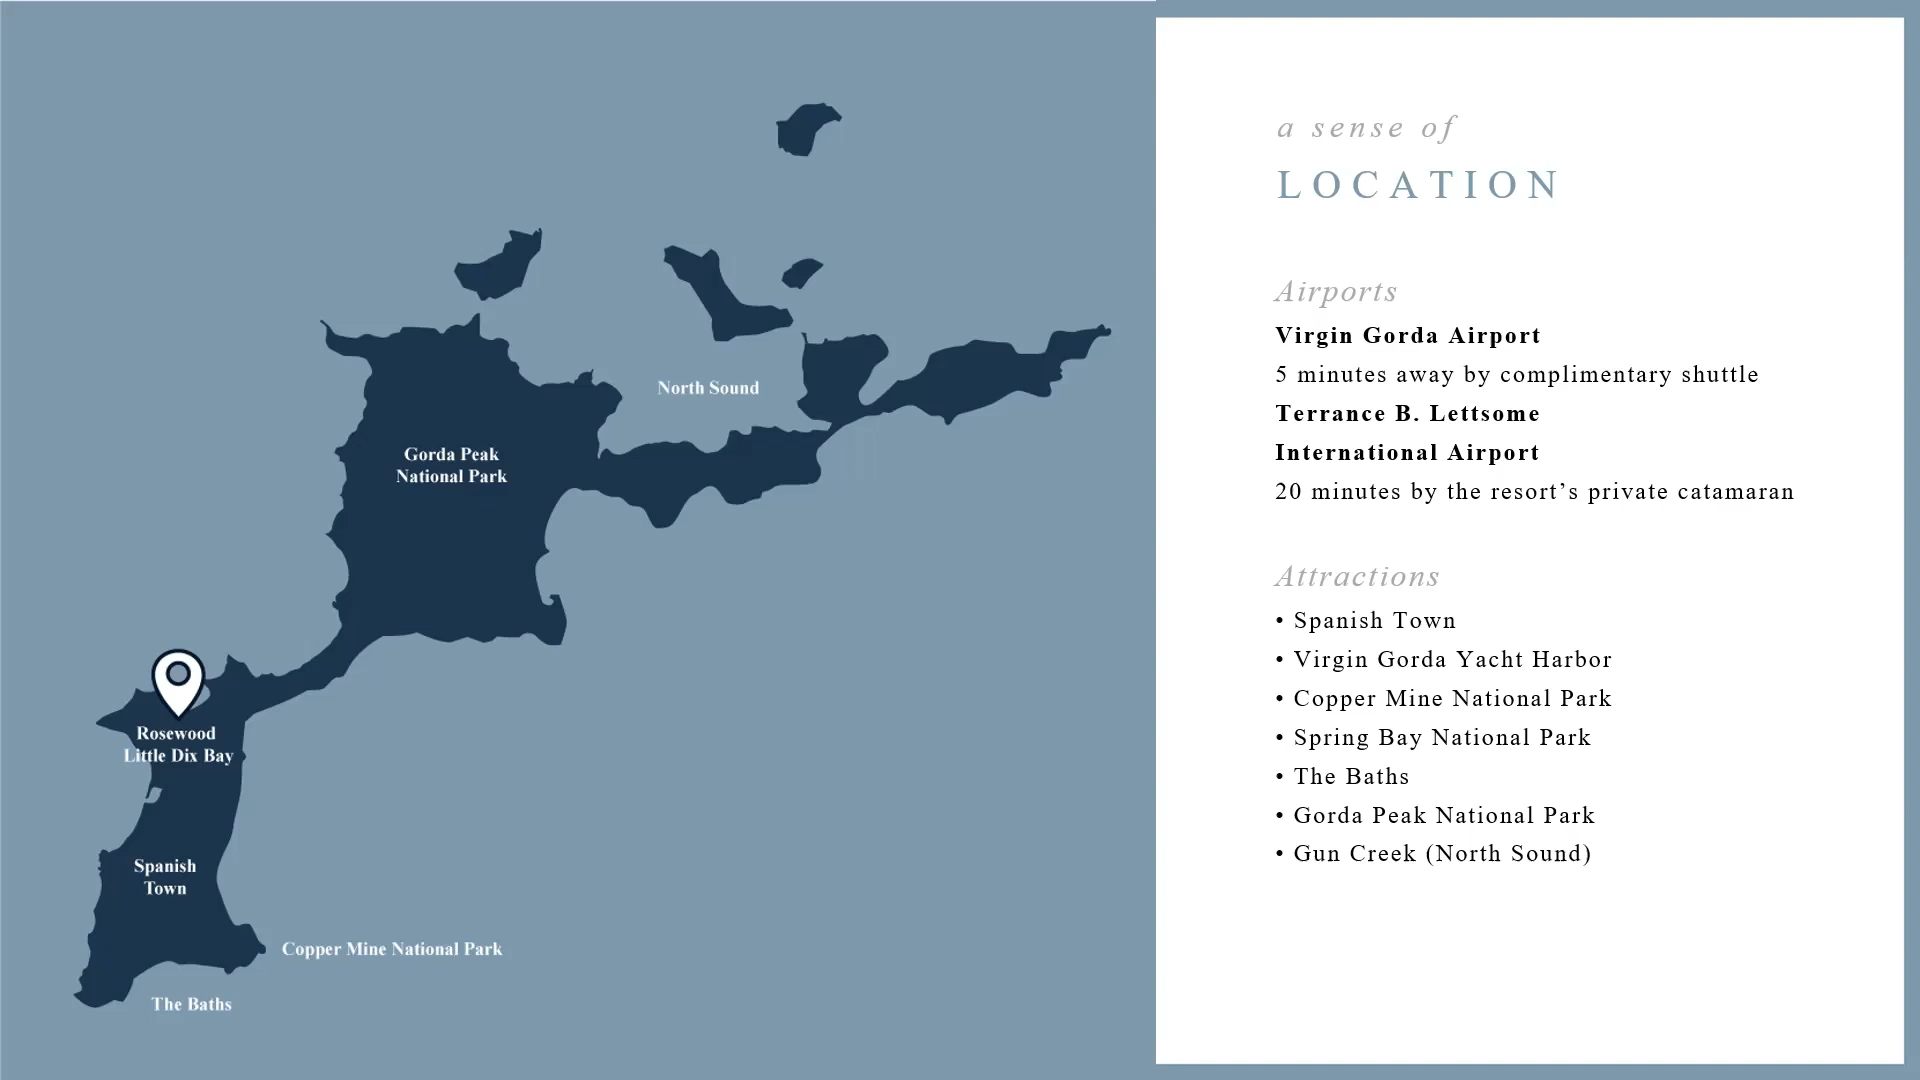 North Sound
Gorda Peak
National Park
Rosewood
Little Dix Bay
Spanish
Town
Copper Mine National Park
The Baths
a sense of
LOCATION
Airports
Virgin Gorda Airport
5 minutes away by complimentary shuttle
Terrance B. Lettsome
International Airport
20 minutes by the resort’s private catamaran
Attractions
• Spanish Town
• Virgin Gorda Yacht Harbor
• Copper Mine National Park
• Spring Bay National Park
• The Baths
• Gorda Peak National Park
• Gun Creek (North Sound)